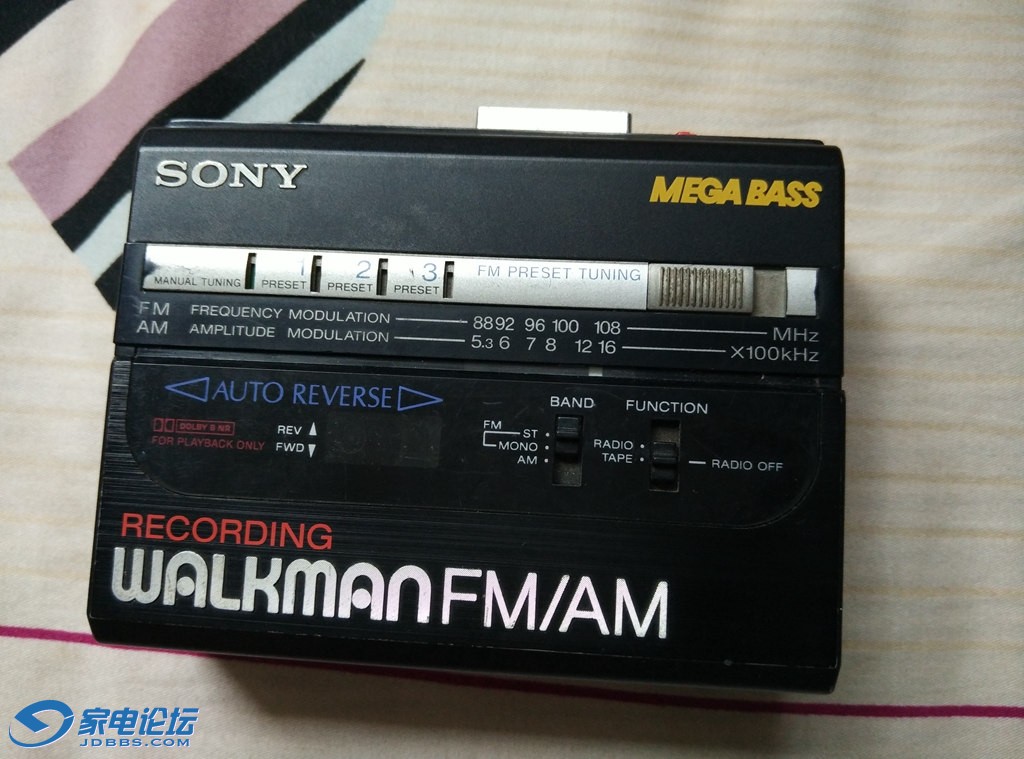 SONY
MEGA BASS
MANUAL TUNING
1
PRESET
2
PRESET
3
PRESET
FM PRESET TUNING
FM FREQUENCY MODULATION 88 92 96 100 108 MHz
AM AMPLITUDE MODULATION 5.3 6 7 8 12 16 X100kHz
AUTO REVERSE
DOLBY B NR
FOR PLAYBACK ONLY
REV
FWD
BAND
FM
ST
MONO
AM
FUNCTION
RADIO
TAPE
RADIO OFF
RECORDING
WALKMAN FM/AM
家电论坛
JDBBS.COM